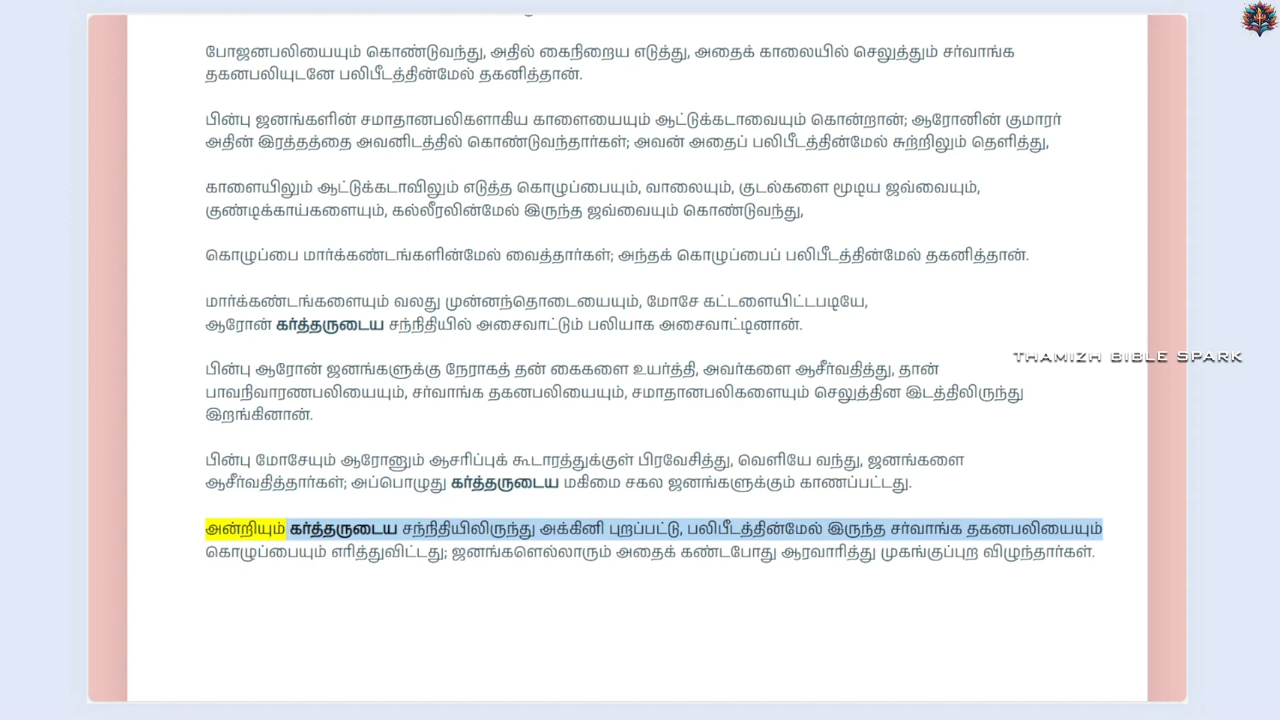 போஜனபலியையும் கொண்டுவந்து, அதில் கைநிறைய எடுத்து, அதைக் காலையில் செலுத்தும் சர்வாங்க
தகனபலியுடனே பலிபீடத்தின்மேல் தகனித்தான்.
பின்பு ஜனங்களின் சமாதானபலிகளாகிய காளையையும் ஆட்டுக்கடாவையும் கொன்றான்; ஆரோனின் குமாரர்
அதின் இரத்தத்தை அவனிடத்தில் கொண்டுவந்தார்கள்; அவன் அதைப் பலிபீடத்தின்மேல் சுற்றிலும் தெளித்து,
காளையிலும் ஆட்டுக்கடாவிலும் எடுத்த கொழுப்பையும், வாலையும், குடல்களை மூடிய ஜவ்வையும்,
குண்டிக்காய்களையும், கல்லீரலின்மேல் இருந்த ஜவ்வையும் கொண்டுவந்து,
கொழுப்பை மார்க்கண்டங்களின்மேல் வைத்தார்கள்; அந்தக் கொழுப்பைப் பலிபீடத்தின்மேல் தகனித்தான்.
மார்க்கண்டங்களையும் வலது முன்னந்தொடையையும், மோசே கட்டளையிட்டபடியே,
ஆரோன் கர்த்தருடைய சந்நிதியில் அசைவாட்டும் பலியாக அசைவாட்டினான்.
THAMIZH BIBLE SPARK
பின்பு ஆரோன் ஜனங்களுக்கு நேராகத் தன் கைகளை உயர்த்தி, அவர்களை ஆசீர்வதித்து, தான்
பாவநிவாரணபலியையும், சர்வாங்க தகனபலியையும், சமாதானபலிகளையும் செலுத்தின இடத்திலிருந்து
இறங்கினான்.
பின்பு மோசேயும் ஆரோனும் ஆசரிப்புக் கூடாரத்துக்குள் பிரவேசித்து, வெளியே வந்து, ஜனங்களை
ஆசீர்வதித்தார்கள்; அப்பொழுது கர்த்தருடைய மகிமை சகல ஜனங்களுக்கும் காணப்பட்டது.
அன்றியும் கர்த்தருடைய சந்நிதியிலிருந்து அக்கினி புறப்பட்டு, பலிபீடத்தின்மேல் இருந்த சர்வாங்க தகனபலியையும்
கொழுப்பையும் எரித்துவிட்டது; ஜனங்களெல்லாரும் அதைக் கண்டபோது ஆரவாரித்து முகங்குப்புற விழுந்தார்கள்.